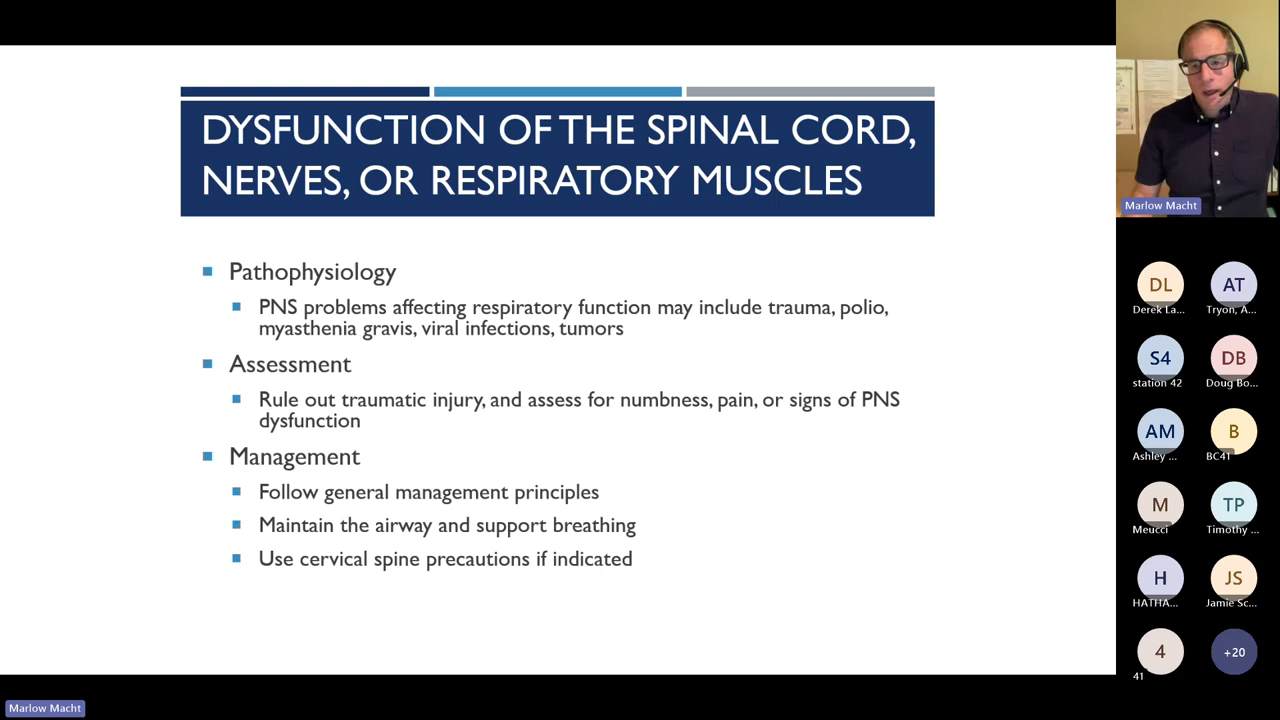 DYSFUNCTION OF THE SPINAL CORD,
NERVES, OR RESPIRATORY MUSCLES
Pathophysiology
PNS problems affecting respiratory function may include trauma, polio,
myasthenia gravis, viral infections, tumors
Assessment
Rule out traumatic injury, and assess for numbness, pain, or signs of PNS
dysfunction
Management
Follow general management principles
Maintain the airway and support breathing
Use cervical spine precautions if indicated
Marlow Macht
DL
Derek La...
AT
Tryon, A...
S4
station 42
DB
Doug Bo...
AM
Ashley ...
B
BC41
M
Meucci
TP
Timothy ...
H
HATHA...
JS
Jamie Sc...
4
41
+20
Marlow Macht